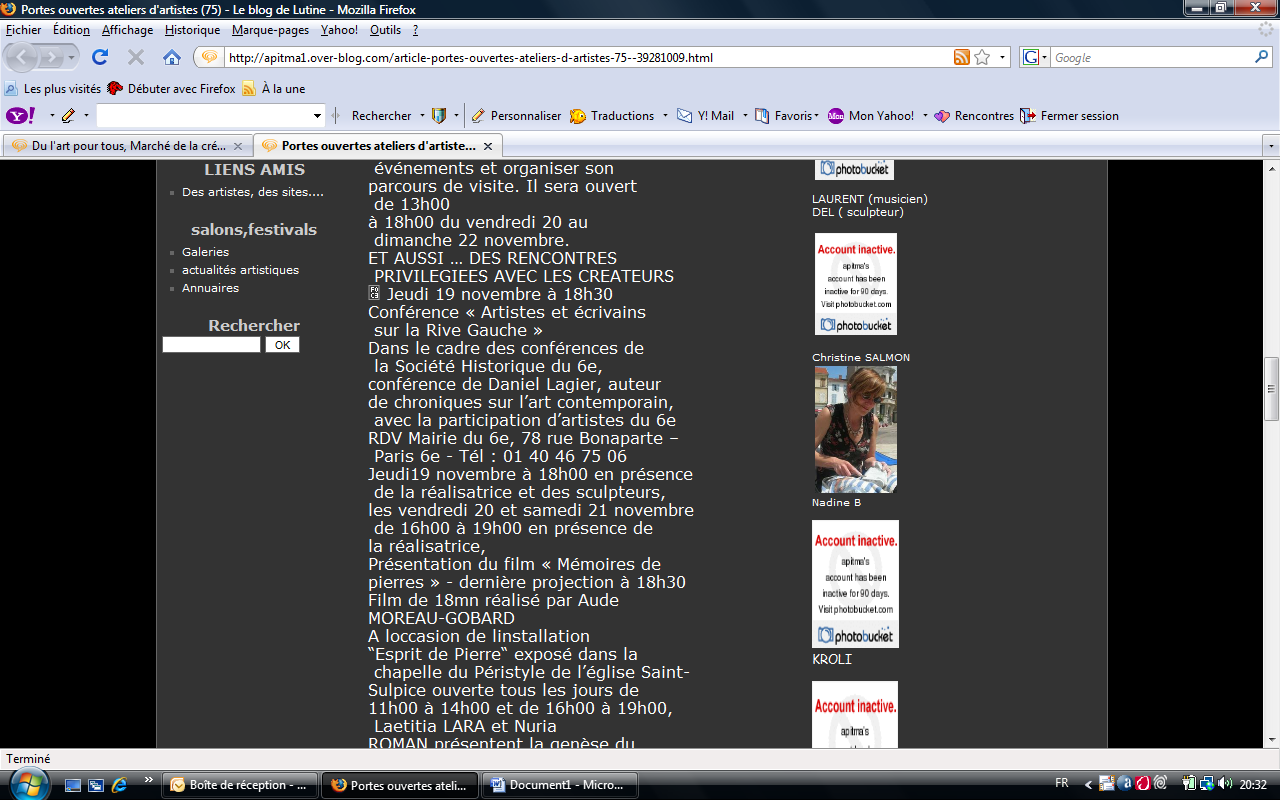 Portes ouvertes ateliers d'artistes (75) - Le blog de Lutine - Mozilla Firefox
Fichier Édition Affichage Historique Marque-pages Yahoo! Outils ?
http://apitma1.over-blog.com/article-portes-ouvertes-ateliers-d-artistes-75--39281009.html
Google
Les plus visités Débuter avec Firefox À la une
Y! Rechercher Personnaliser Traductions Y! Mail Favoris Mon Yahoo! Rencontres Fermer session
Du l'art pour tous, Marché de la cré... Portes ouvertes ateliers d'artiste...
LIENS AMIS
Des artistes, des sites....
salons,festivals
Galeries
actualités artistiques
Annuaires
Rechercher
OK
événements et organiser son
parcours de visite. Il sera ouvert
de 13h00
à 18h00 du vendredi 20 au
dimanche 22 novembre.
ET AUSSI … DES RENCONTRES
PRIVILEGIEES AVEC LES CREATEURS
Jeudi 19 novembre à 18h30
Conférence « Artistes et écrivains
sur la Rive Gauche »
Dans le cadre des conférences de
la Société Historique du 6e,
conférence de Daniel Lagier, auteur
de chroniques sur l’art contemporain,
avec la participation d’artistes du 6e
RDV Mairie du 6e, 78 rue Bonaparte –
Paris 6e - Tél : 01 40 46 75 06
Jeudi19 novembre à 18h00 en présence
de la réalisatrice et des sculpteurs,
les vendredi 20 et samedi 21 novembre
de 16h00 à 19h00 en présence de
la réalisatrice,
Présentation du film « Mémoires de
pierres » - dernière projection à 18h30
Film de 18mn réalisé par Aude
MOREAU-GOBARD
A loccasion de linstallation
“Esprit de Pierre“ exposé dans la
chapelle du Péristyle de l’église Saint-
Sulpice ouverte tous les jours de
11h00 à 14h00 et de 16h00 à 19h00,
Laetitia LARA et Nuria
ROMAN présentent la genèse du
photobucket
LAURENT (musicien)
DEL ( sculpteur)
Account inactive.
apitma's
account has been
inactive for 90 days.
Visit photobucket.com
photobucket
Christine SALMON
Nadine B
Account inactive.
apitma's
account has been
inactive for 90 days.
Visit photobucket.com
photobucket
KROLI
Account inactive.
apitma's
Terminé
Boîte de réception - ... Portes ouvertes ateli... Document1 - Micro... FR 20:32